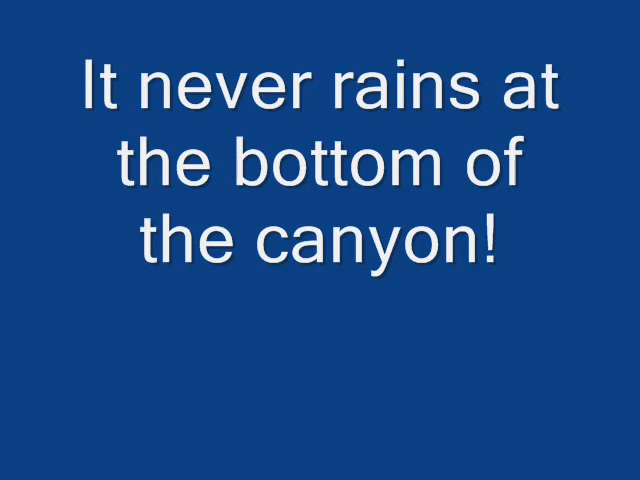 It never rains at
the bottom of
the canyon!